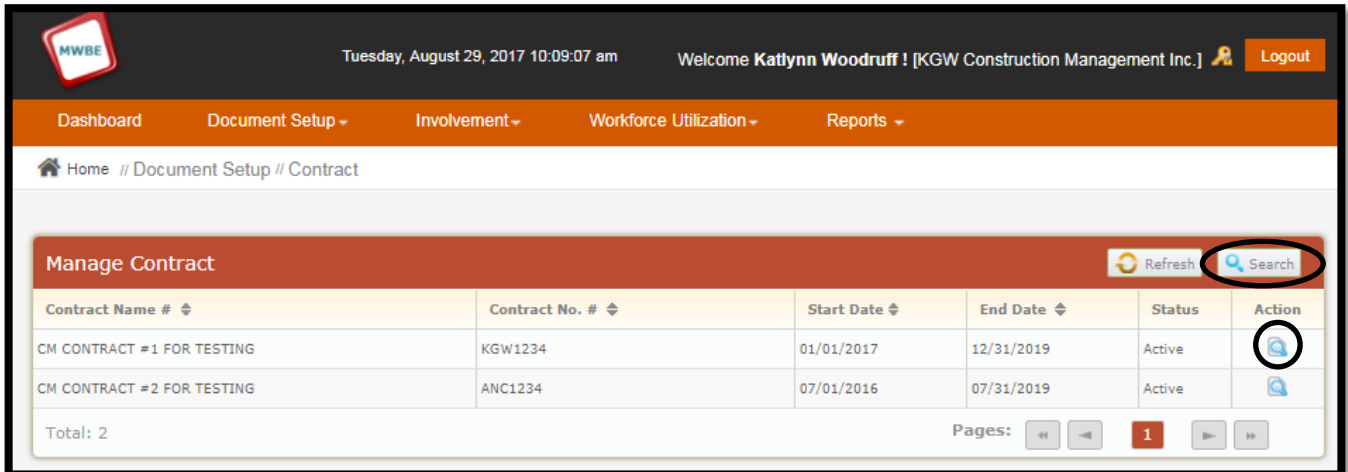 MWBE
Tuesday, August 29, 2017 10:09:07 am Welcome Katlynn Woodruff ! [KGW Construction Management Inc.] Logout
Dashboard Document Setup Involvement Workforce Utilization Reports
Home // Document Setup // Contract
Manage Contract Refresh Search
Contract Name # Contract No. # Start Date End Date Status Action
CM CONTRACT #1 FOR TESTING KGW1234 01/01/2017 12/31/2019 Active
CM CONTRACT #2 FOR TESTING ANC1234 07/01/2016 07/31/2019 Active
Total: 2 Pages: 1